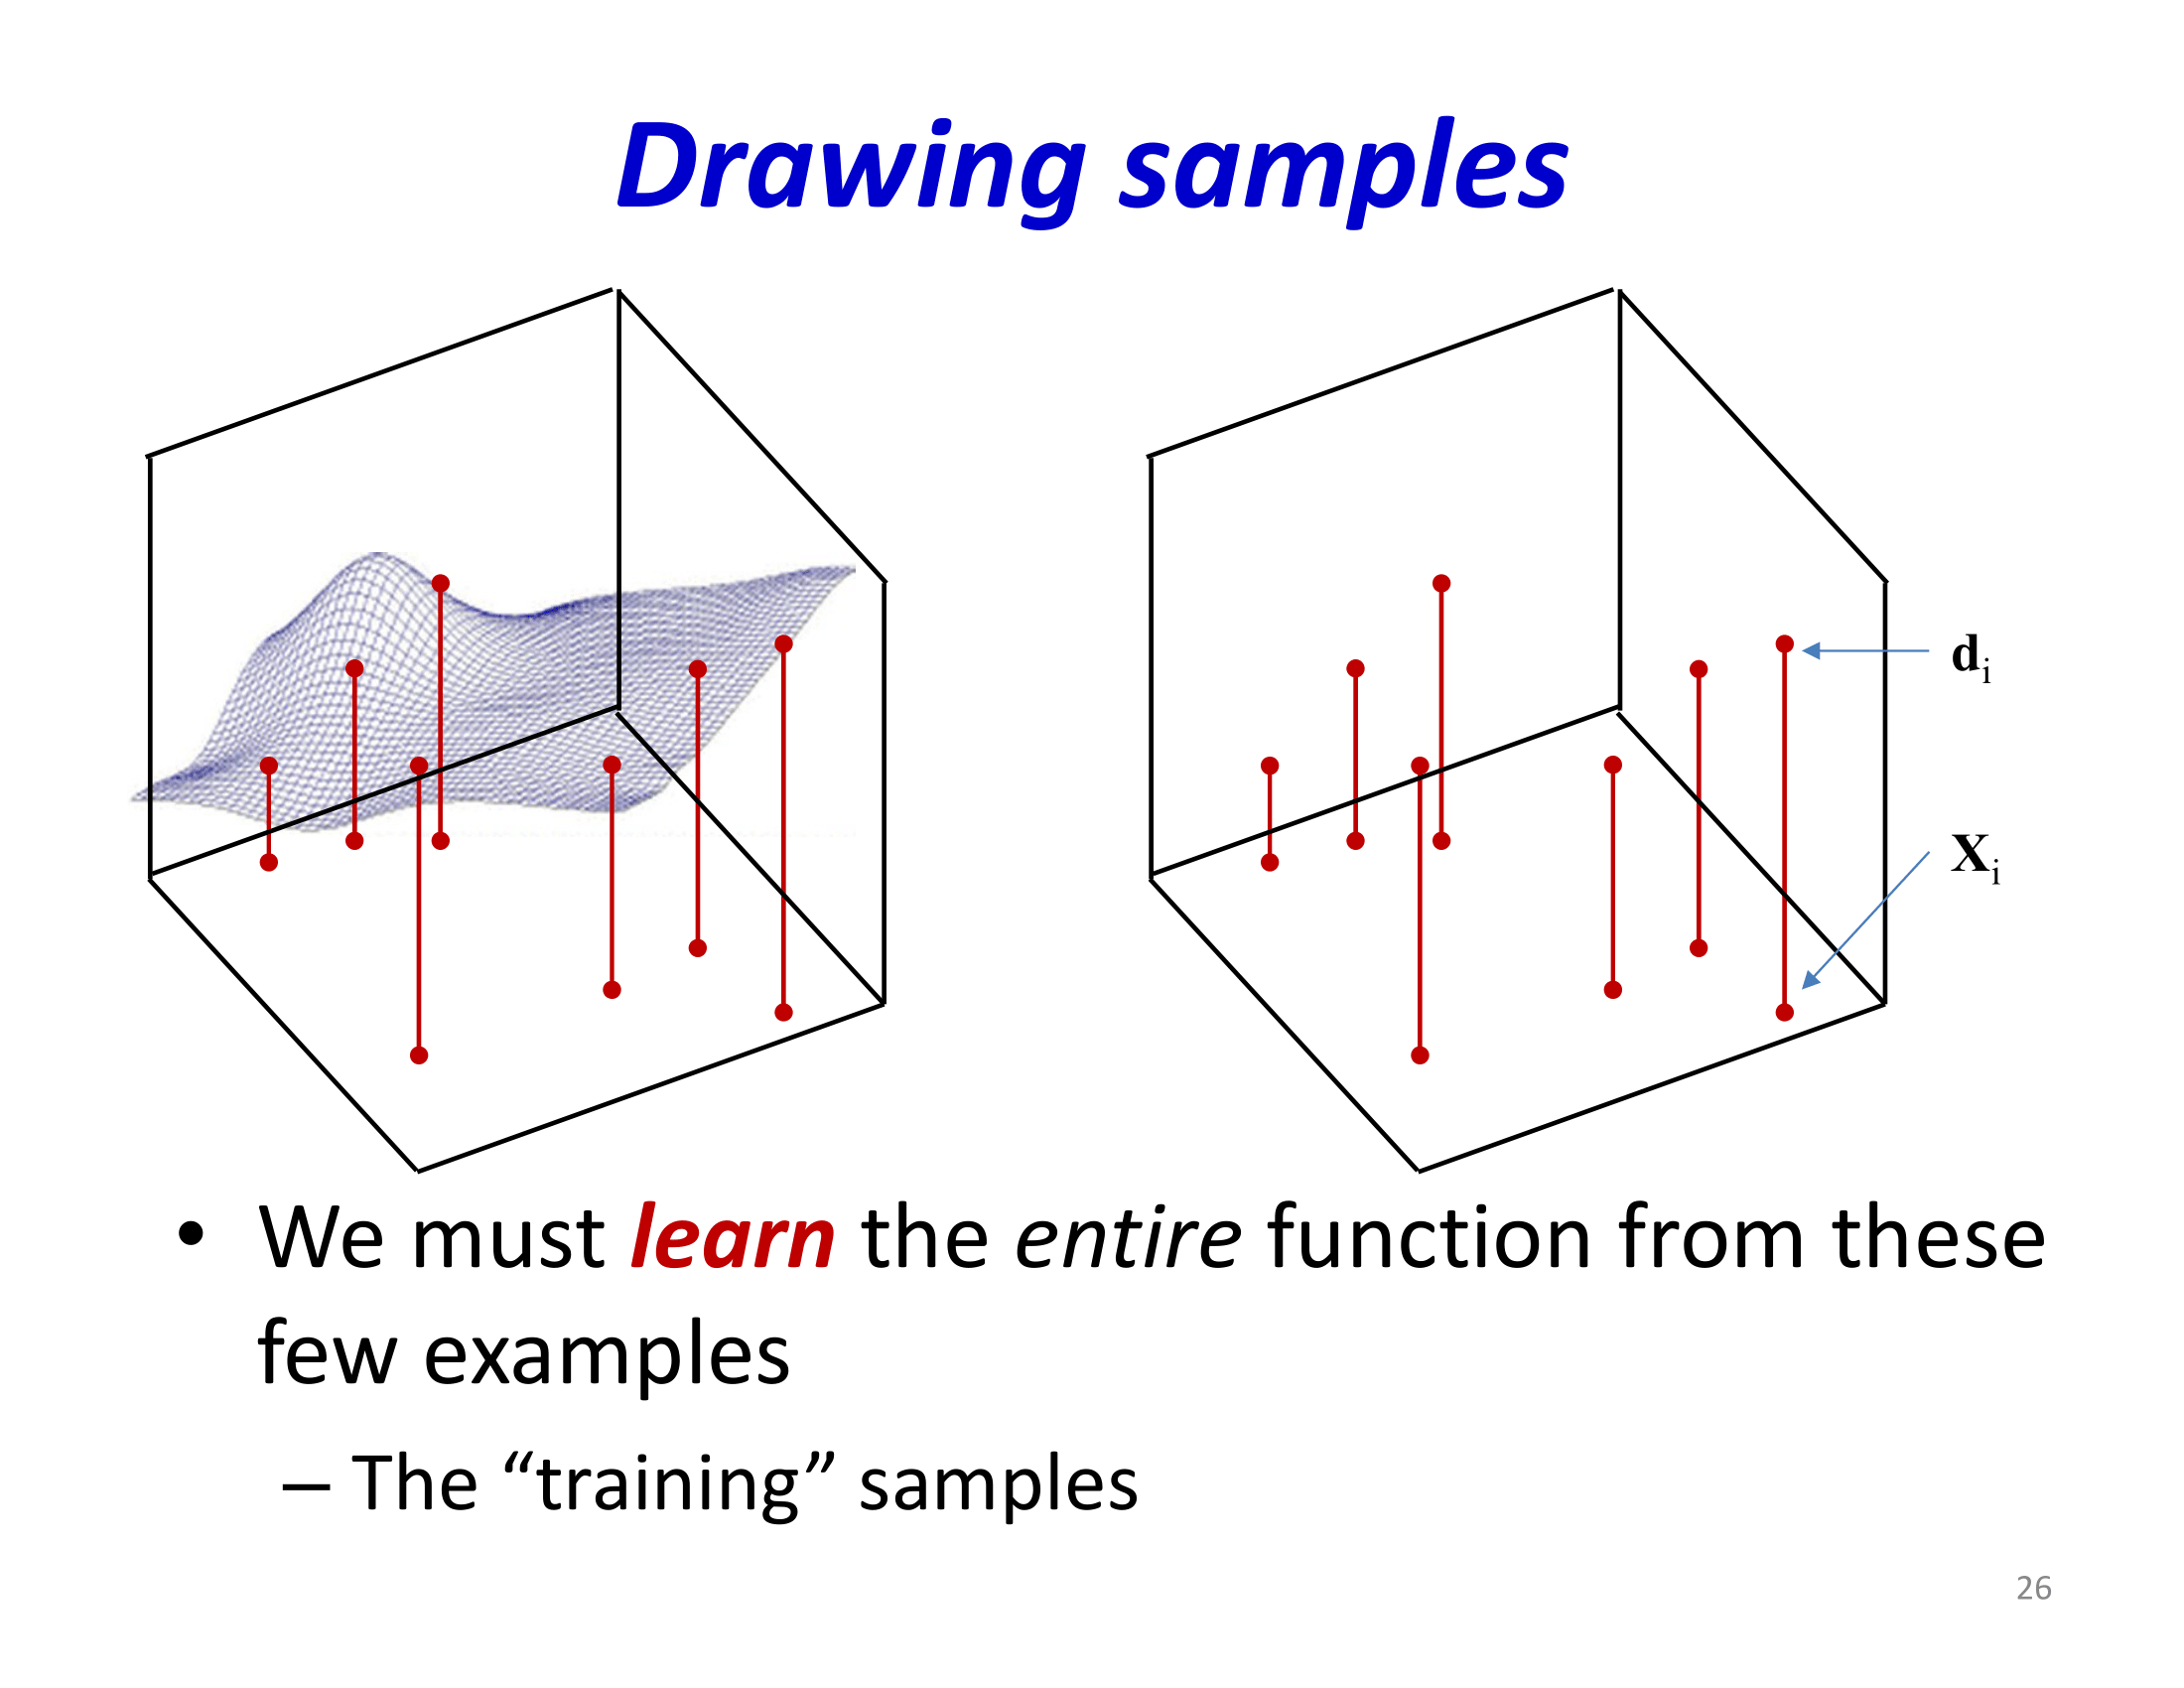 Drawing samples
d_i
X_i
• We must learn the entire function from these
few examples
– The “training” samples
26